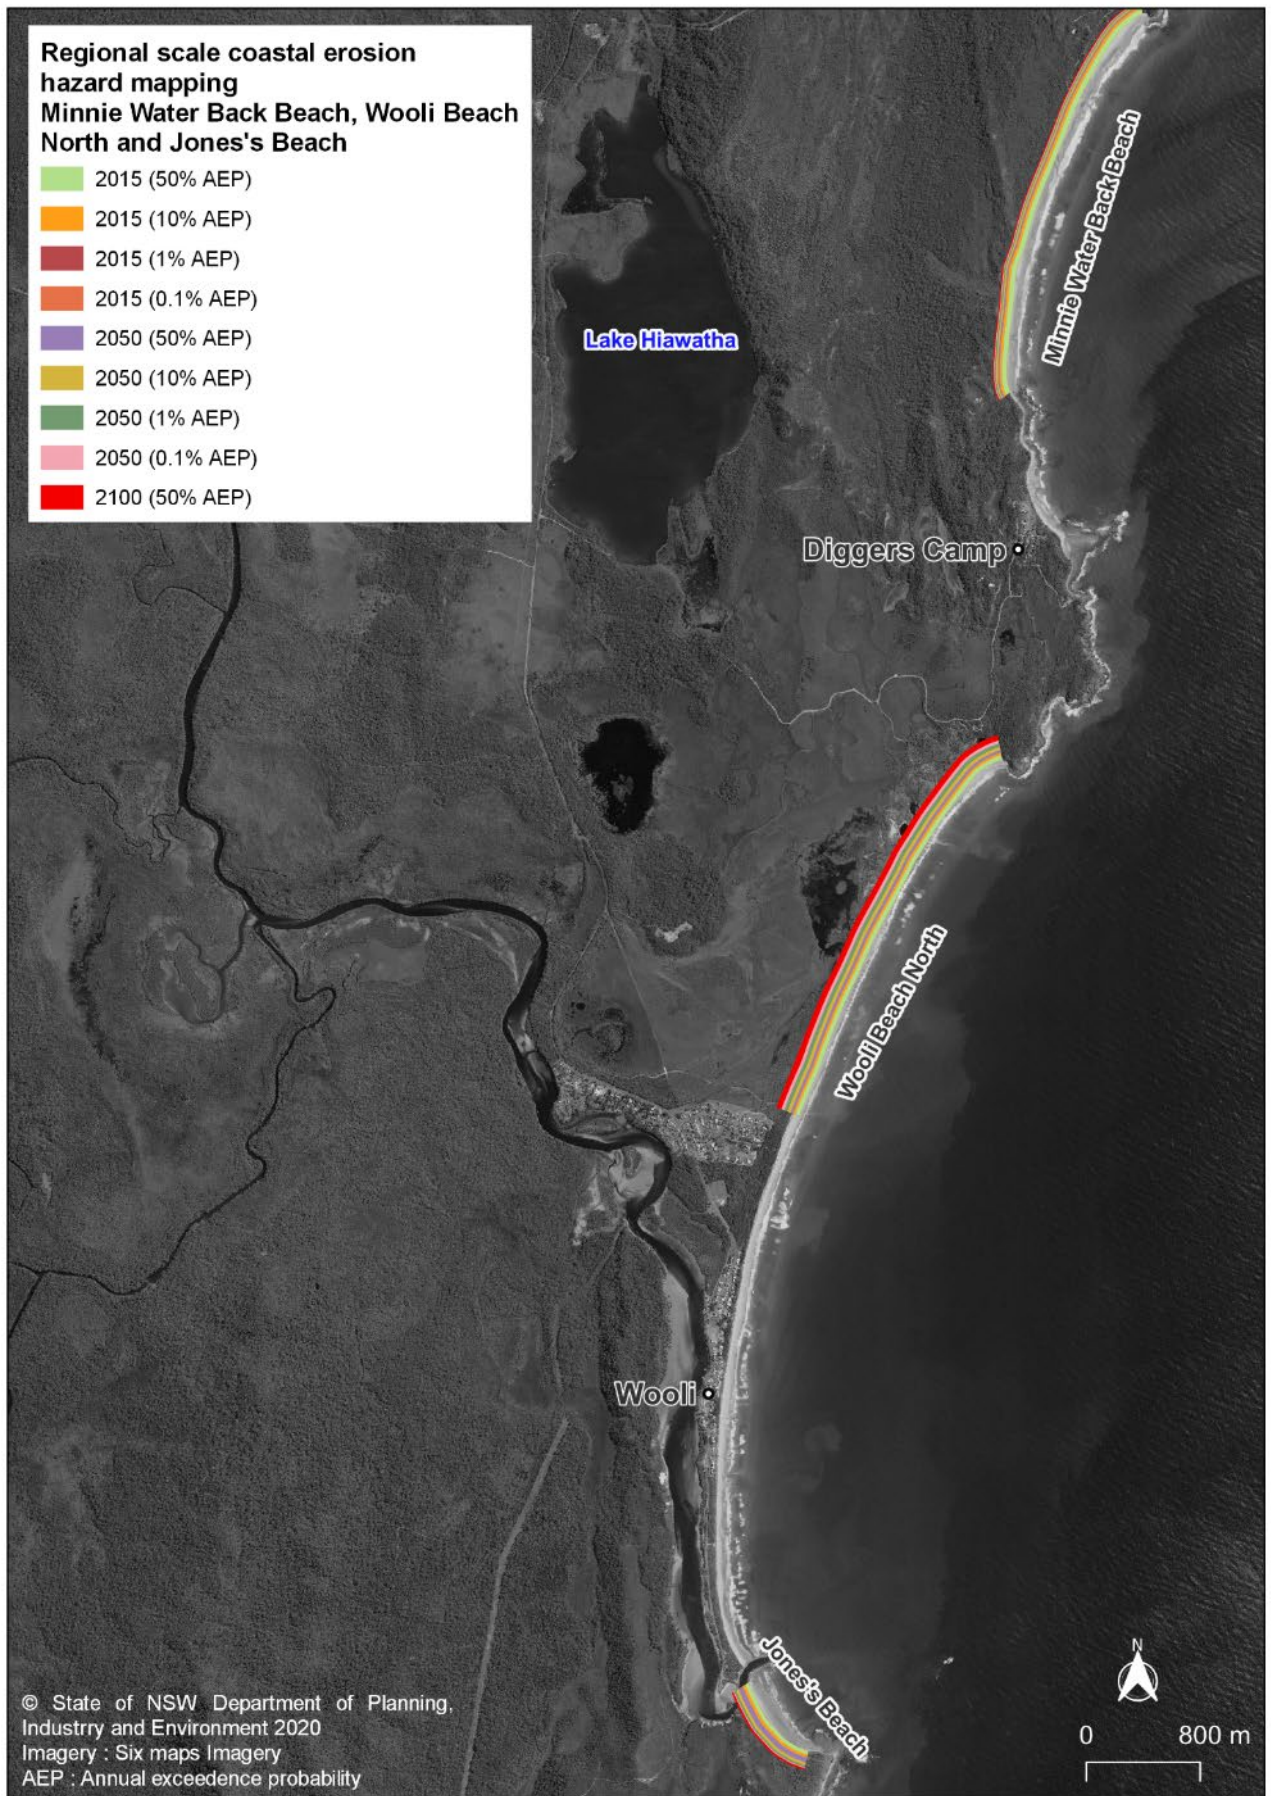 Regional scale coastal erosion
hazard mapping
Minnie Water Back Beach, Wooli Beach
North and Jones's Beach
2015 (50% AEP)
2015 (10% AEP)
2015 (1% AEP)
2015 (0.1% AEP)
2050 (50% AEP)
2050 (10% AEP)
2050 (1% AEP)
2050 (0.1% AEP)
2100 (50% AEP)
Minnie Water Back Beach
Lake Hiawatha
Diggers Camp
Wooli Beach North
Wooli
Jones's Beach
© State of NSW Department of Planning,
Industrry and Environment 2020
Imagery : Six maps Imagery
AEP : Annual exceedence probability
N
0 800 m